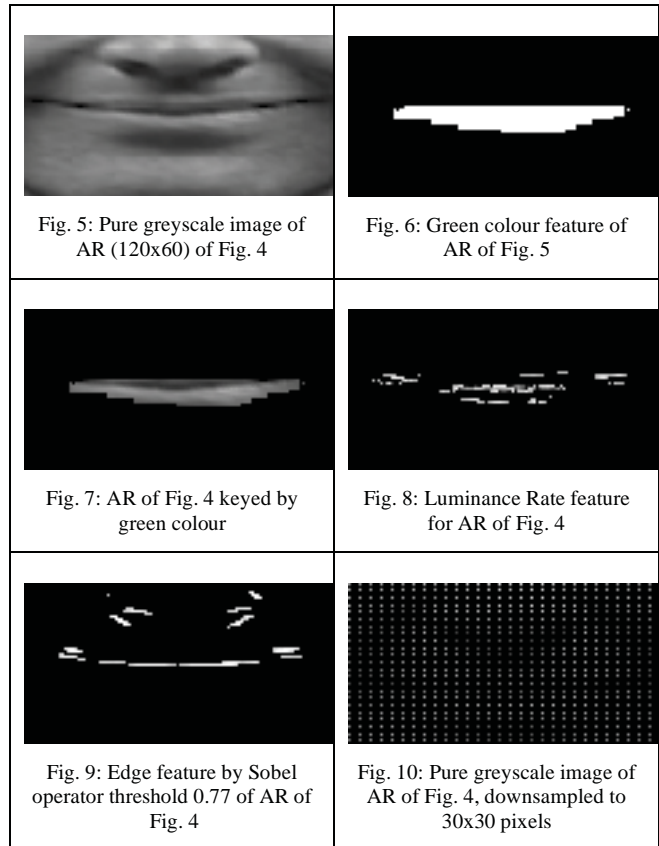 Fig. 5: Pure greyscale image of
AR (120x60) of Fig. 4
Fig. 6: Green colour feature of
AR of Fig. 5
Fig. 7: AR of Fig. 4 keyed by
green colour
Fig. 8: Luminance Rate feature
for AR of Fig. 4
Fig. 9: Edge feature by Sobel
operator threshold 0.77 of AR of
Fig. 4
Fig. 10: Pure greyscale image of
AR of Fig. 4, downsampled to
30x30 pixels